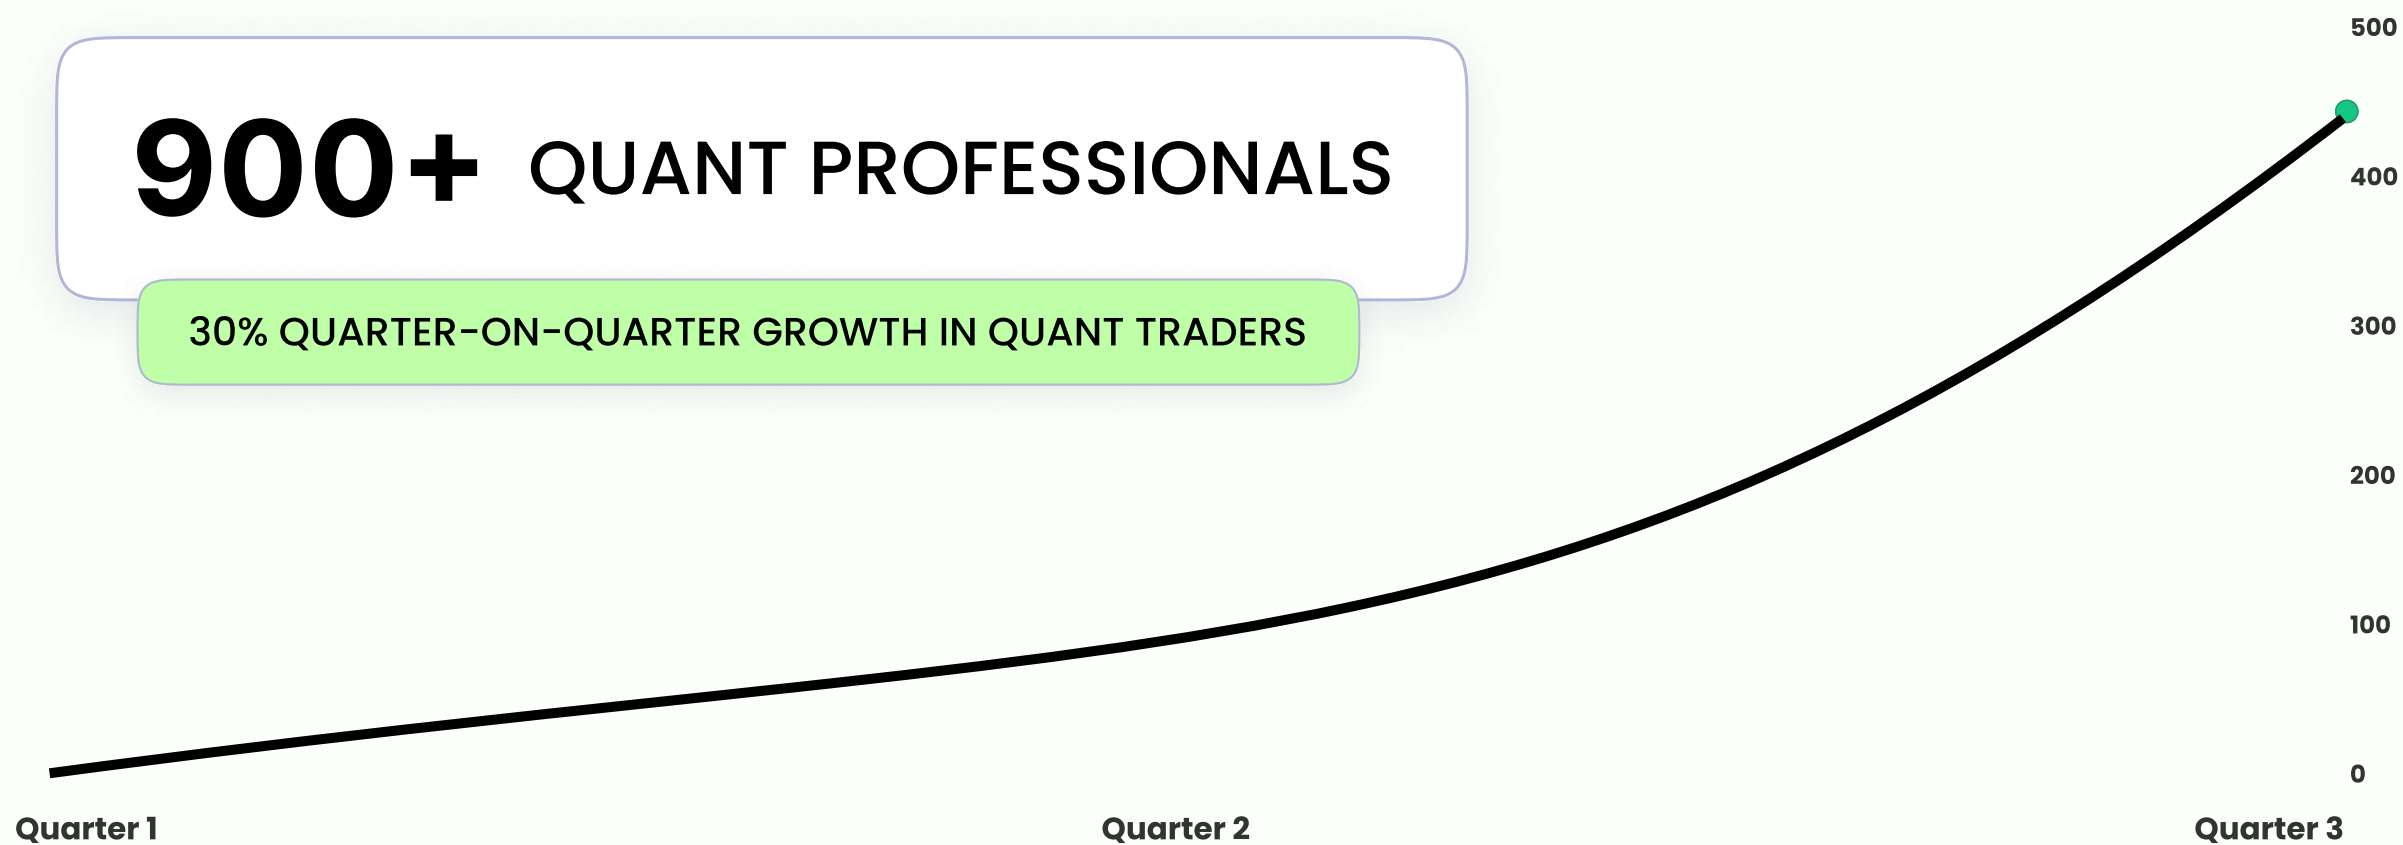 900+ QUANT PROFESSIONALS
30% QUARTER-ON-QUARTER GROWTH IN QUANT TRADERS
500
400
300
200
100
0
Quarter 1 Quarter 2 Quarter 3